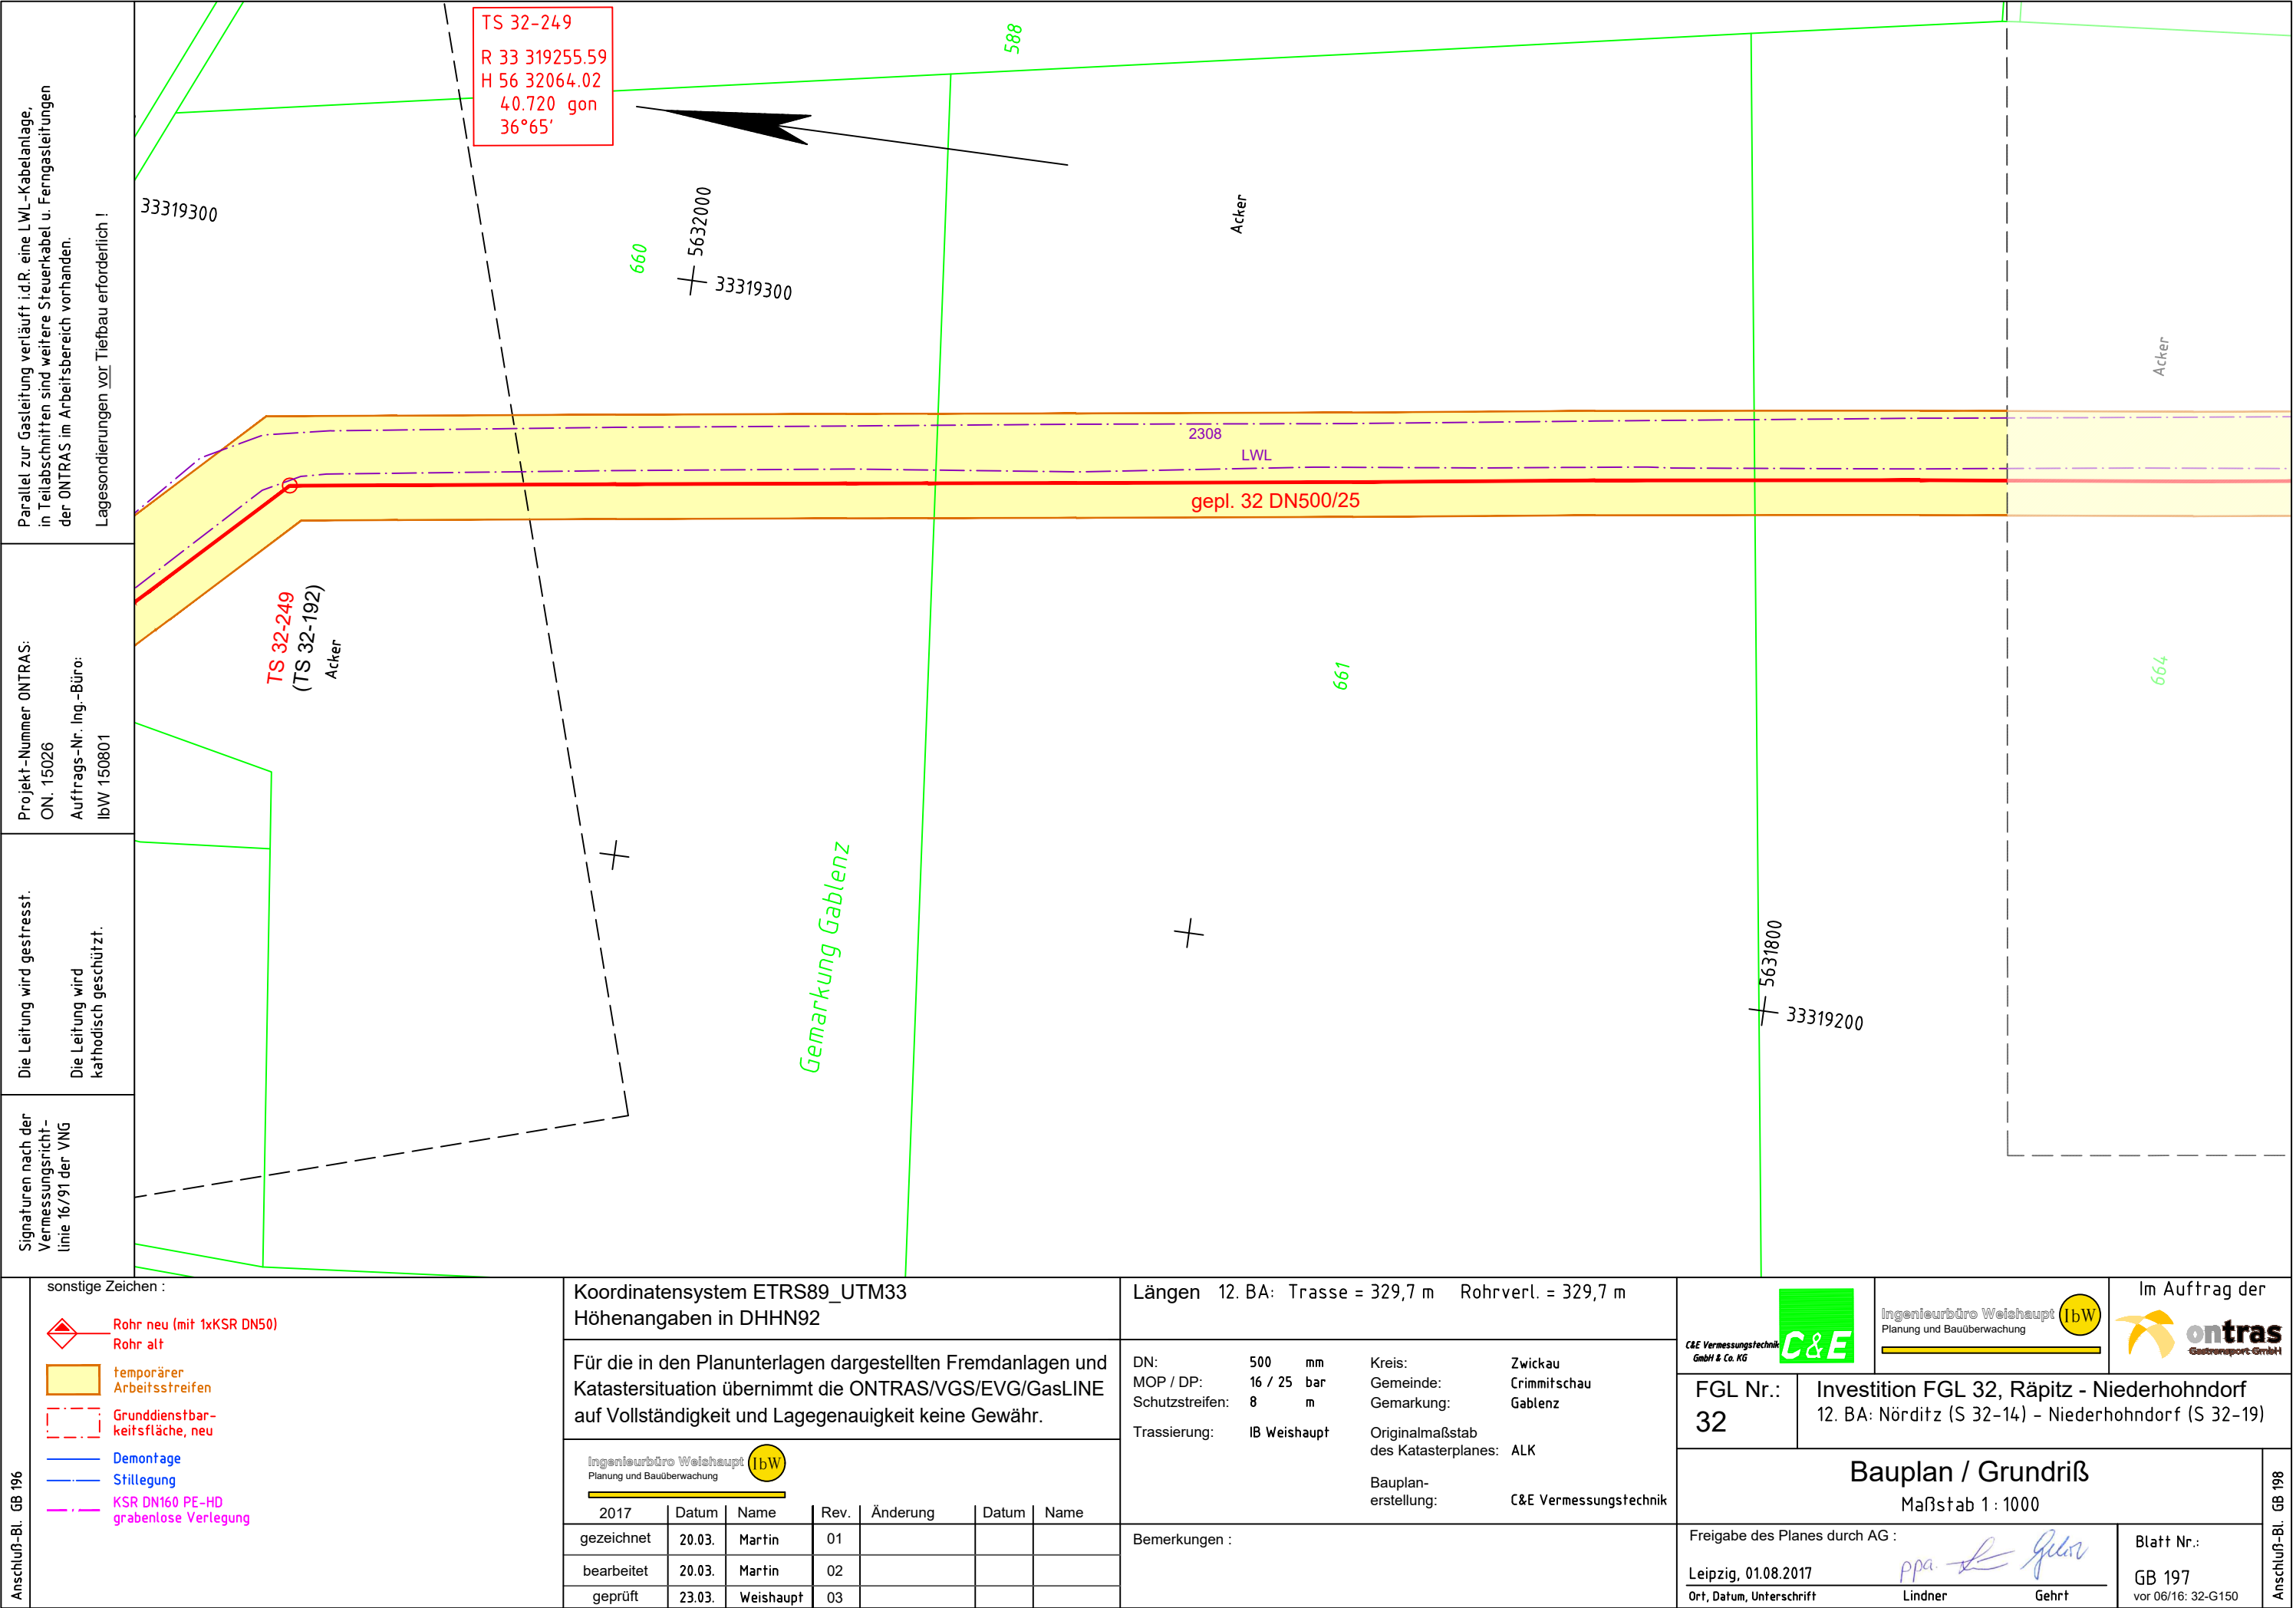 Parallel zur Gasleitung verläuft i.d.R. eine LWL-Kabelanlage,
in Teilabschnitten sind weitere Steuerkabel u. Ferngasleitungen
der ONTRAS im Arbeitsbereich vorhanden.
Lagesondierungen vor Tiefbau erforderlich !
Projekt-Nummer ONTRAS:
ON. 15026
Auftrags-Nr. Ing.-Büro:
IbW 150801
Die Leitung wird gestresst.
Die Leitung wird
kathodisch geschützt.
Signaturen nach der
Vermessungsricht-
linie 16/91 der VNG
TS 32-249
R 33 319255.59
H 56 32064.02
40.720 gon
36°65'
588
33319300
660
5632000
33319300
Acker
Acker
2308
LWL
gepl. 32 DN500/25
TS 32-249
(TS 32-192)
Acker
661
664
Gemarkung Gablenz
5631800
33319200
Anschluß-Bl. GB 196
sonstige Zeichen :
Rohr neu (mit 1xKSR DN50)
Rohr alt
temporärer
Arbeitsstreifen
Grunddienstbar-
keitsfläche, neu
Demontage
Stillegung
KSR DN160 PE-HD
grabenlose Verlegung
Koordinatensystem ETRS89_UTM33
Höhenangaben in DHHN92
Für die in den Planunterlagen dargestellten Fremdanlagen und
Katastersituation übernimmt die ONTRAS/VGS/EVG/GasLINE
auf Vollständigkeit und Lagegenauigkeit keine Gewähr.
Ingenieurbüro Weishaupt IbW
Planung und Bauüberwachung
2017 Datum Name Rev. Änderung Datum Name
gezeichnet 20.03. Martin 01
bearbeitet 20.03. Martin 02
geprüft 23.03. Weishaupt 03
Längen 12. BA: Trasse = 329,7 m Rohrverl. = 329,7 m
DN: 500 mm
MOP / DP: 16 / 25 bar
Schutzstreifen: 8 m
Trassierung: IB Weishaupt
Kreis: Zwickau
Gemeinde: Crimmitschau
Gemarkung: Gablenz
Originalmaßstab
des Katasterplanes: ALK
Bauplan-
erstellung: C&E Vermessungstechnik
Bemerkungen :
C&E Vermessungstechnik
GmbH & Co. KG
C&E
Ingenieurbüro Weishaupt IbW
Planung und Bauüberwachung
Im Auftrag der
ontras
Gastransport GmbH
FGL Nr.:
32
Investition FGL 32, Räpitz - Niederhohndorf
12. BA: Nörditz (S 32-14) - Niederhohndorf (S 32-19)
Bauplan / Grundriß
Maßstab 1 : 1000
Freigabe des Planes durch AG :
ppa.
Gehrt
Leipzig, 01.08.2017
Ort, Datum, Unterschrift Lindner Gehrt
Blatt Nr.:
GB 197
vor 06/16: 32-G150
Anschluß-Bl. GB 198